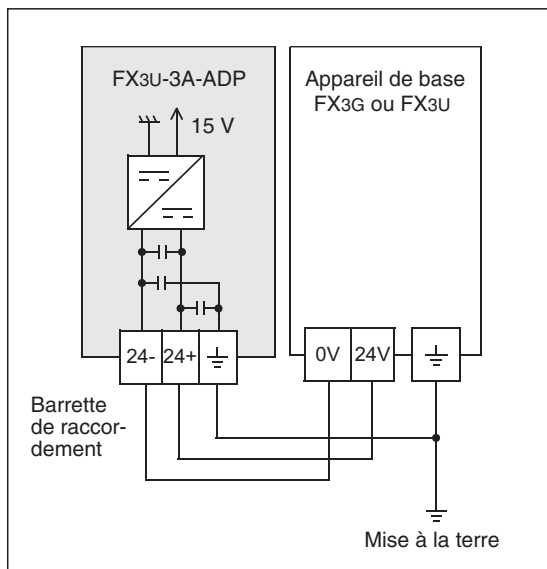 FX3U-3A-ADP
Appareil de base
FX3G ou FX3U
15 V
24- 24+
0V 24V
Barrette
de raccor-
dement
Mise à la terre